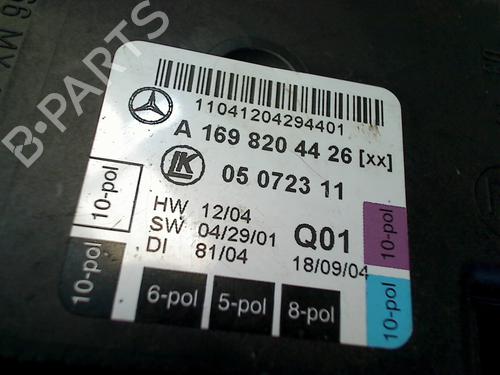 11041204294401
A 169 820 44 26 [xx]
LK
05 0723 11
HW 12/04
SW 04/29/01
DI 81/04
Q01
18/09/04
10-pol
10-pol
10-pol
10-pol
6-pol
5-pol
8-pol
B-PARTS